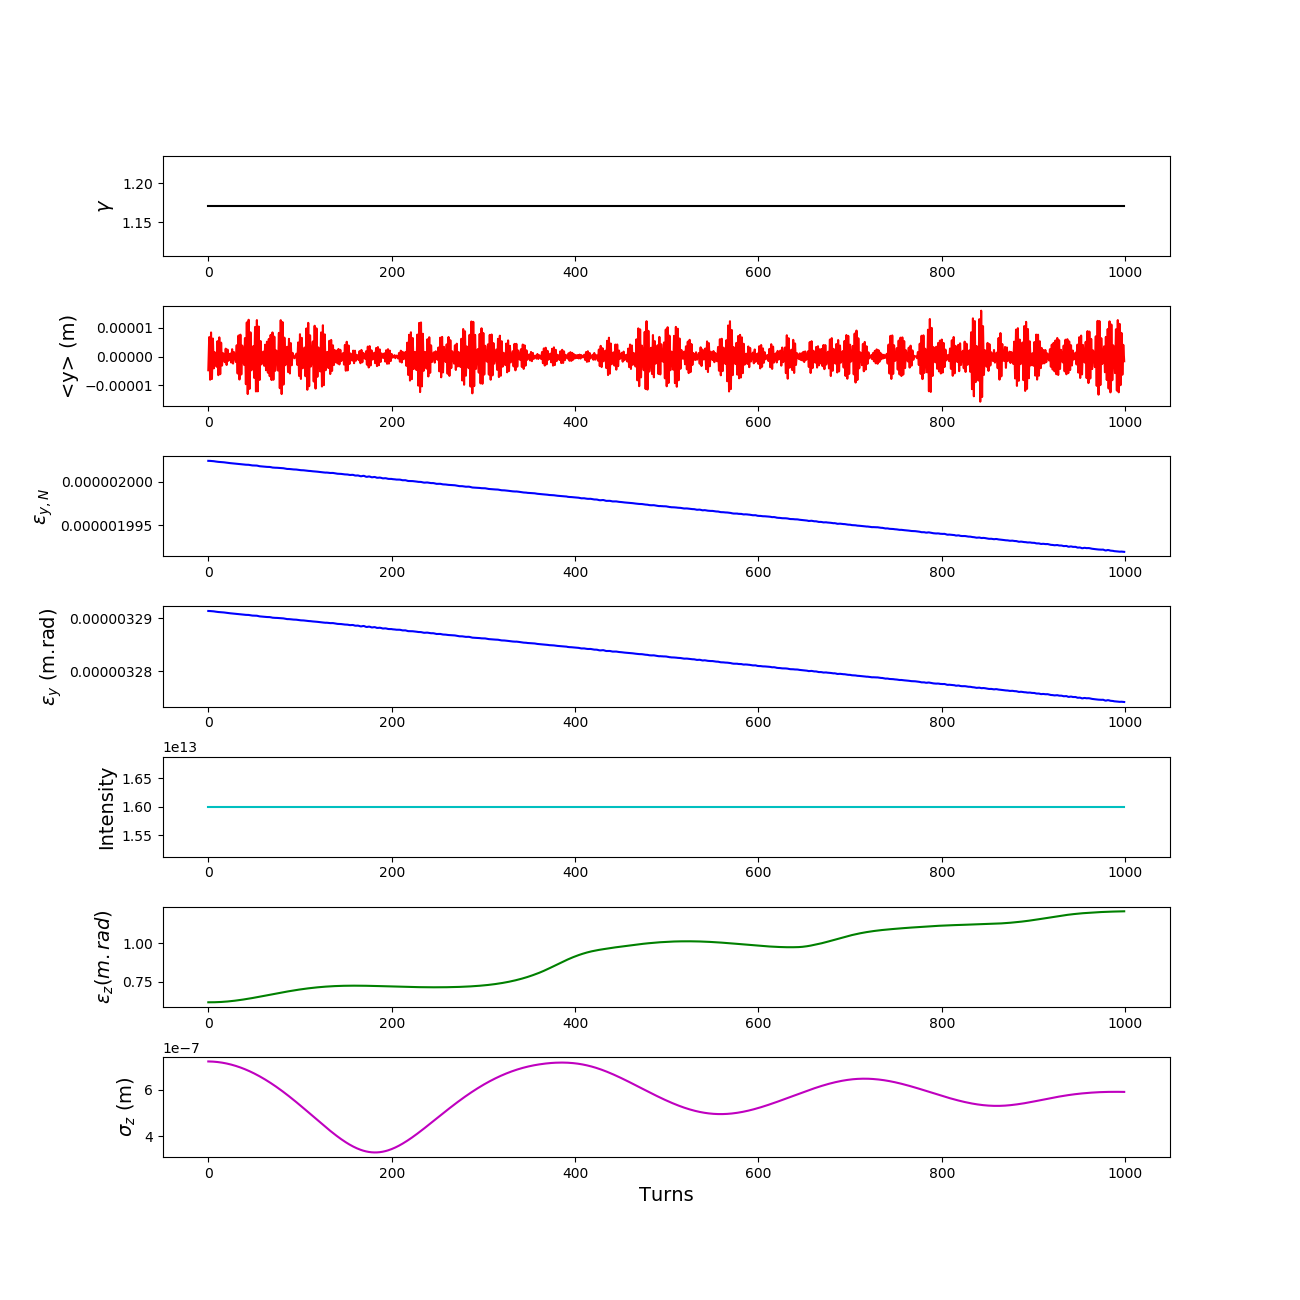 γ
1.20
1.15
0 200 400 600 800 1000
<y> (m)
0.00001
0.00000
−0.00001
0 200 400 600 800 1000
ε_{y,N}
0.000002000
0.000001995
0 200 400 600 800 1000
ε_y (m.rad)
0.00000329
0.00000328
0 200 400 600 800 1000
1e13
Intensity
1.65
1.60
1.55
0 200 400 600 800 1000
ε_z(m.rad)
1.00
0.75
0 200 400 600 800 1000
1e−7
σ_z (m)
6
4
0 200 400 600 800 1000
Turns